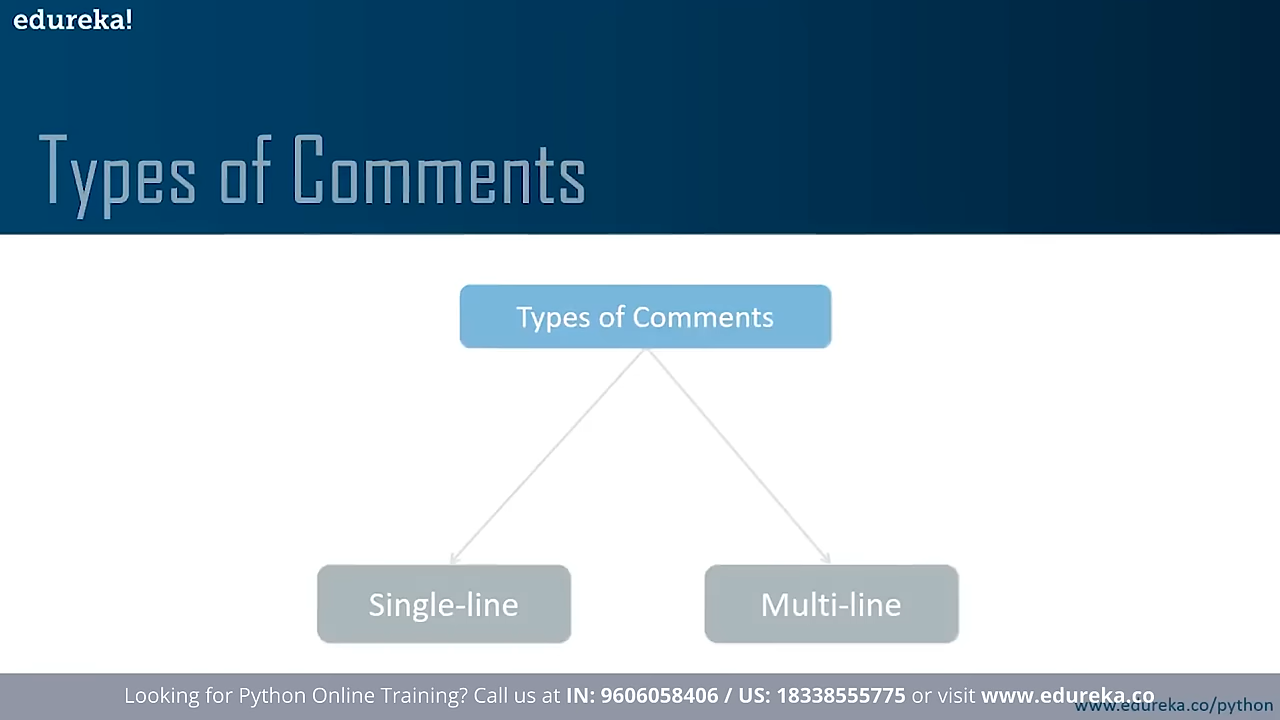 edureka!
Types of Comments
Types of Comments
Single-line
Multi-line
Looking for Python Online Training? Call us at IN: 9606058406 / US: 18338555775 or visit www.edureka.co
www.edureka.co/python